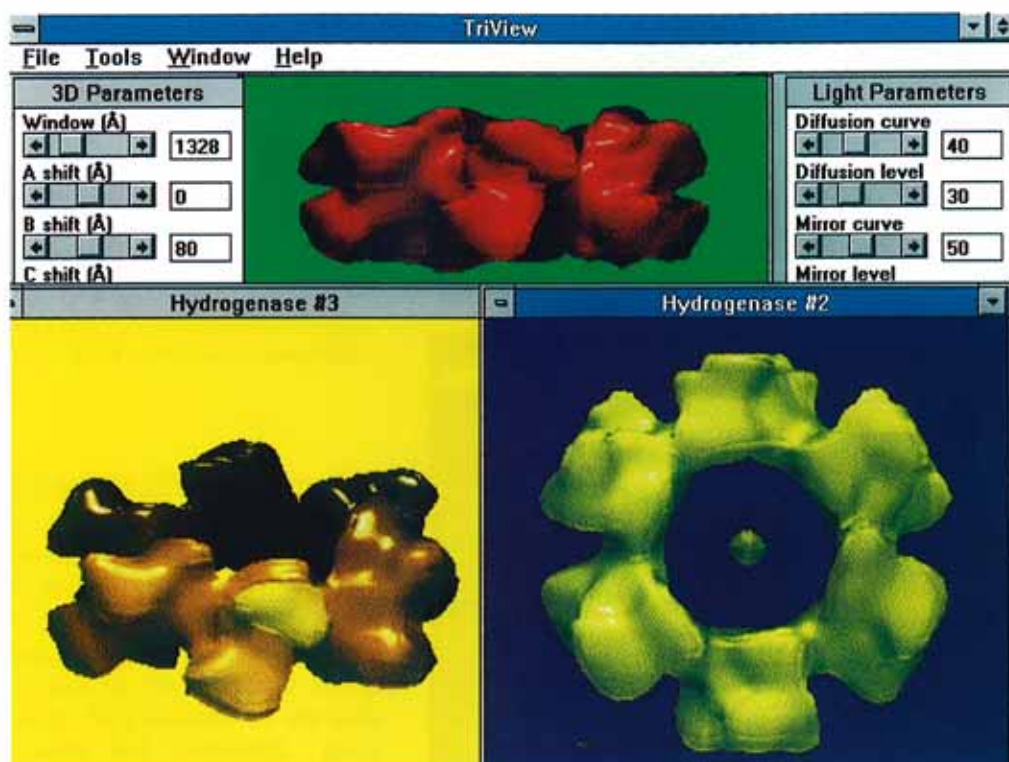 TriView
File Tools Window Help
3D Parameters
Window (Å)
1328
A shift (Å)
0
B shift (Å)
80
C shift (Å)
Light Parameters
Diffusion curve
40
Diffusion level
30
Mirror curve
50
Mirror level
Hydrogenase #3
Hydrogenase #2